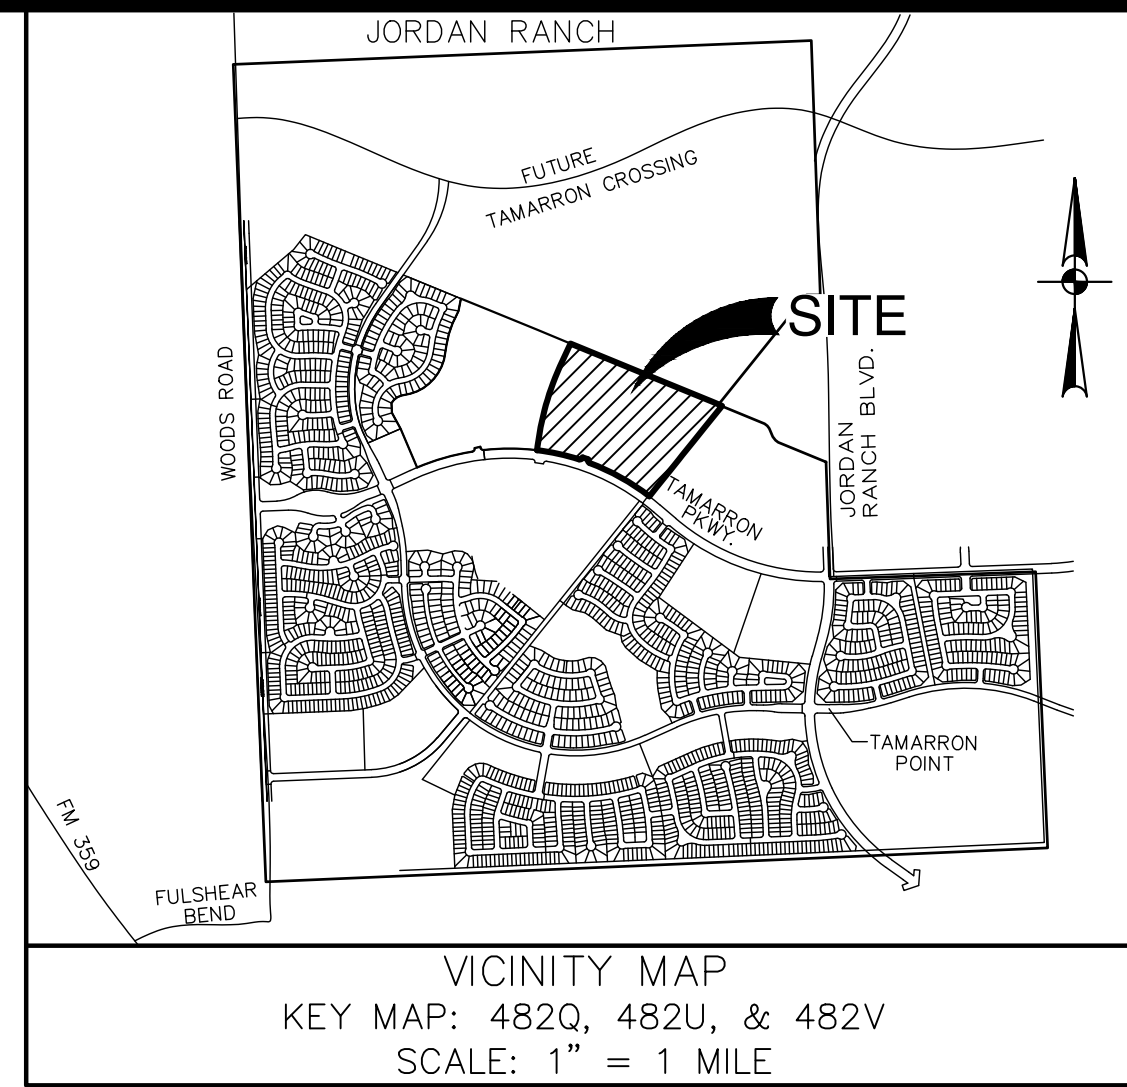 JORDAN RANCH
FUTURE
TAMARRON CROSSING
SITE
WOODS ROAD
JORDAN
RANCH BLVD.
TAMARRON
PKWY.
TAMARRON
POINT
FM 359
FULSHEAR
BEND
VICINITY MAP
KEY MAP: 482Q, 482U, & 482V
SCALE: 1" = 1 MILE